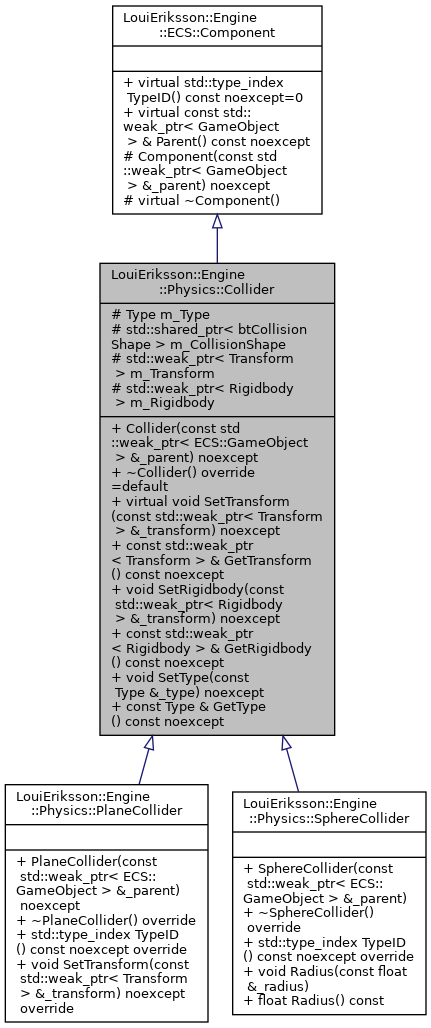 LouiEriksson::Engine
::ECS::Component
+ virtual std::type_index
TypeID() const noexcept=0
+ virtual const std::
weak_ptr< GameObject
> & Parent() const noexcept
# Component(const std
::weak_ptr< GameObject
> &_parent) noexcept
# virtual ~Component()
LouiEriksson::Engine
::Physics::Collider
# Type m_Type
# std::shared_ptr< btCollision
Shape > m_CollisionShape
# std::weak_ptr< Transform
> m_Transform
# std::weak_ptr< Rigidbody
> m_Rigidbody
+ Collider(const std
::weak_ptr< ECS::GameObject
> &_parent) noexcept
+ ~Collider() override
=default
+ virtual void SetTransform
(const std::weak_ptr< Transform
> &_transform) noexcept
+ const std::weak_ptr
< Transform > & GetTransform
() const noexcept
+ void SetRigidbody(const
std::weak_ptr< Rigidbody
> &_transform) noexcept
+ const std::weak_ptr
< Rigidbody > & GetRigidbody
() const noexcept
+ void SetType(const
Type &_type) noexcept
+ const Type & GetType
() const noexcept
LouiEriksson::Engine
::Physics::PlaneCollider
+ PlaneCollider(const
std::weak_ptr< ECS::
GameObject > &_parent)
noexcept
+ ~PlaneCollider() override
+ std::type_index TypeID
() const noexcept override
+ void SetTransform(const
std::weak_ptr< Transform
> &_transform) noexcept
override
LouiEriksson::Engine
::Physics::SphereCollider
+ SphereCollider(const
std::weak_ptr< ECS::
GameObject > &_parent)
+ ~SphereCollider()
override
+ std::type_index TypeID
() const noexcept override
+ void Radius(const float
&_radius)
+ float Radius() const